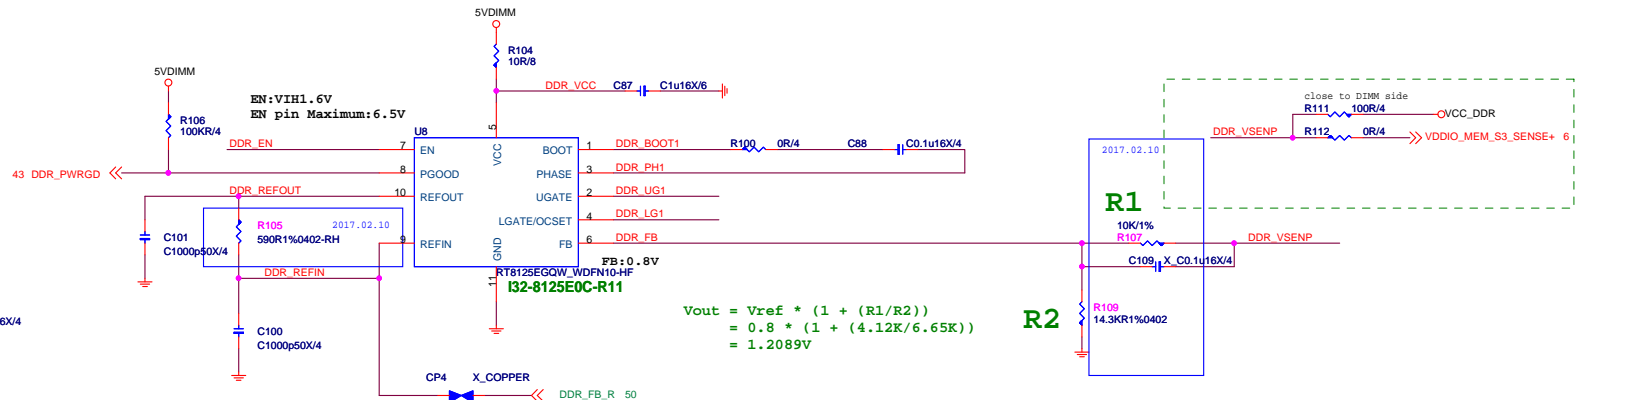 5VDIMM
R104
10R/8
5VDIMM
DDR_VCC
C87
C1u16X/6
EN:VIH1.6V
EN pin Maximum:6.5V
R106
100KR/4
close to DIMM side
R111
100R/4
VCC_DDR
DDR_VSENP
R112
0R/4
VDDIO_MEM_S3_SENSE+ 6
U8
5
DDR_EN
7
EN
VCC
BOOT
1
DDR_BOOT1
R100
0R/4
C88
C0.1u16X/4
2017.02.10
43 DDR_PWRGD
8
PGOOD
PHASE
3
DDR_PH1
DDR_REFOUT
10
REFOUT
UGATE
2
DDR_UG1
R1
LGATE/OCSET
4
DDR_LG1
R105
2017.02.10
590R1%0402-RH
10K/1%
R107
C101
C1000p50X/4
9
REFIN
GND
FB
6
DDR_FB
DDR_VSENP
FB:0.8V
C109
X_C0.1u16X/4
DDR_REFIN
11
RT8125EGQW_WDFN10-HF
I32-8125E0C-R11
Vout = Vref * (1 + (R1/R2))
= 0.8 * (1 + (4.12K/6.65K))
= 1.2089V
R2
R109
14.3KR1%0402
6X/4
C100
C1000p50X/4
CP4
X_COPPER
DDR_FB_R 50